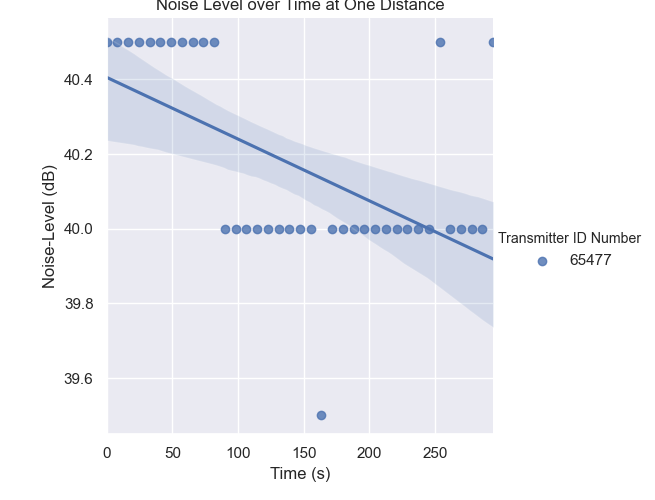 Noise Level over Time at One Distance
40.4
40.2
40.0
39.8
39.6
Noise-Level (dB)
0 50 100 150 200 250
Time (s)
Transmitter ID Number
65477